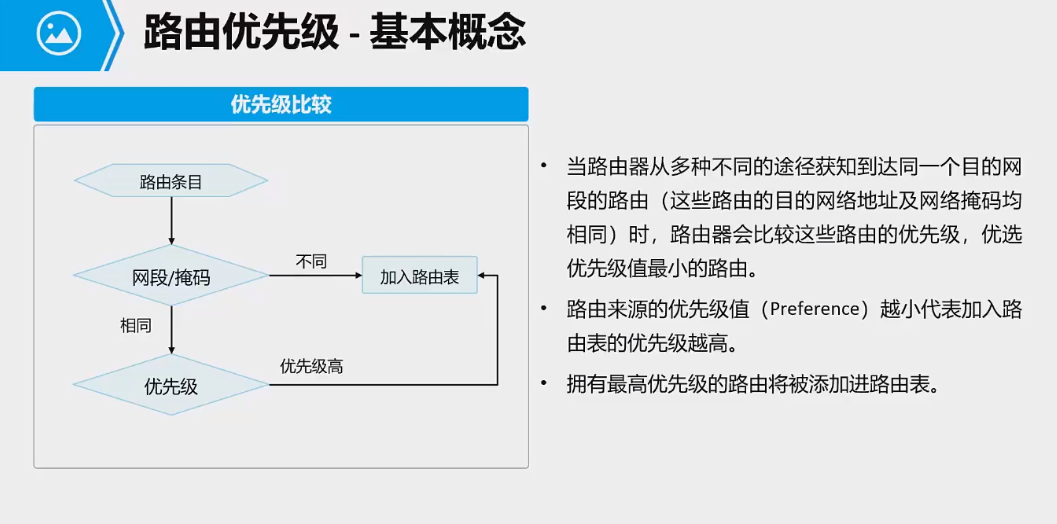 路由优先级 - 基本概念
优先级比较
路由条目
网段/掩码
不同
加入路由表
相同
优先级高
优先级
• 当路由器从多种不同的途径获知到达同一个目的网
段的路由（这些路由的目的网络地址及网络掩码均
相同）时，路由器会比较这些路由的优先级，优选
优先级值最小的路由。
• 路由来源的优先级值（Preference）越小代表加入路
由表的优先级越高。
• 拥有最高优先级的路由将被添加进路由表。